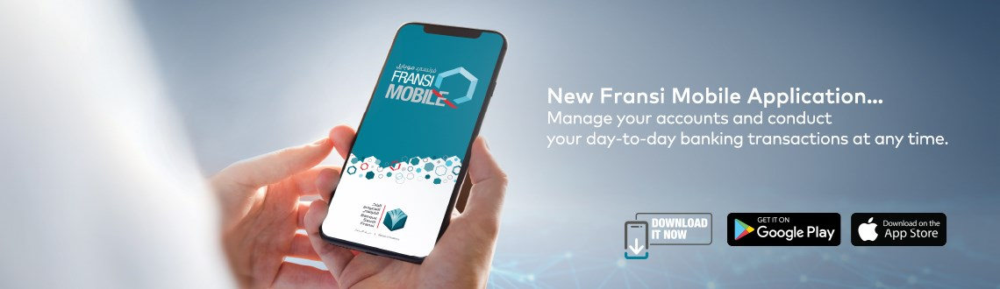 فرنسي موبايل
FRANSI
MOBILE
البنك
السعودي
الفرنسي
Banque
Saudi
Fransi
New Fransi Mobile Application...
Manage your accounts and conduct
your day-to-day banking transactions at any time.
DOWNLOAD
IT NOW
GET IT ON
Google Play
Download on the
App Store